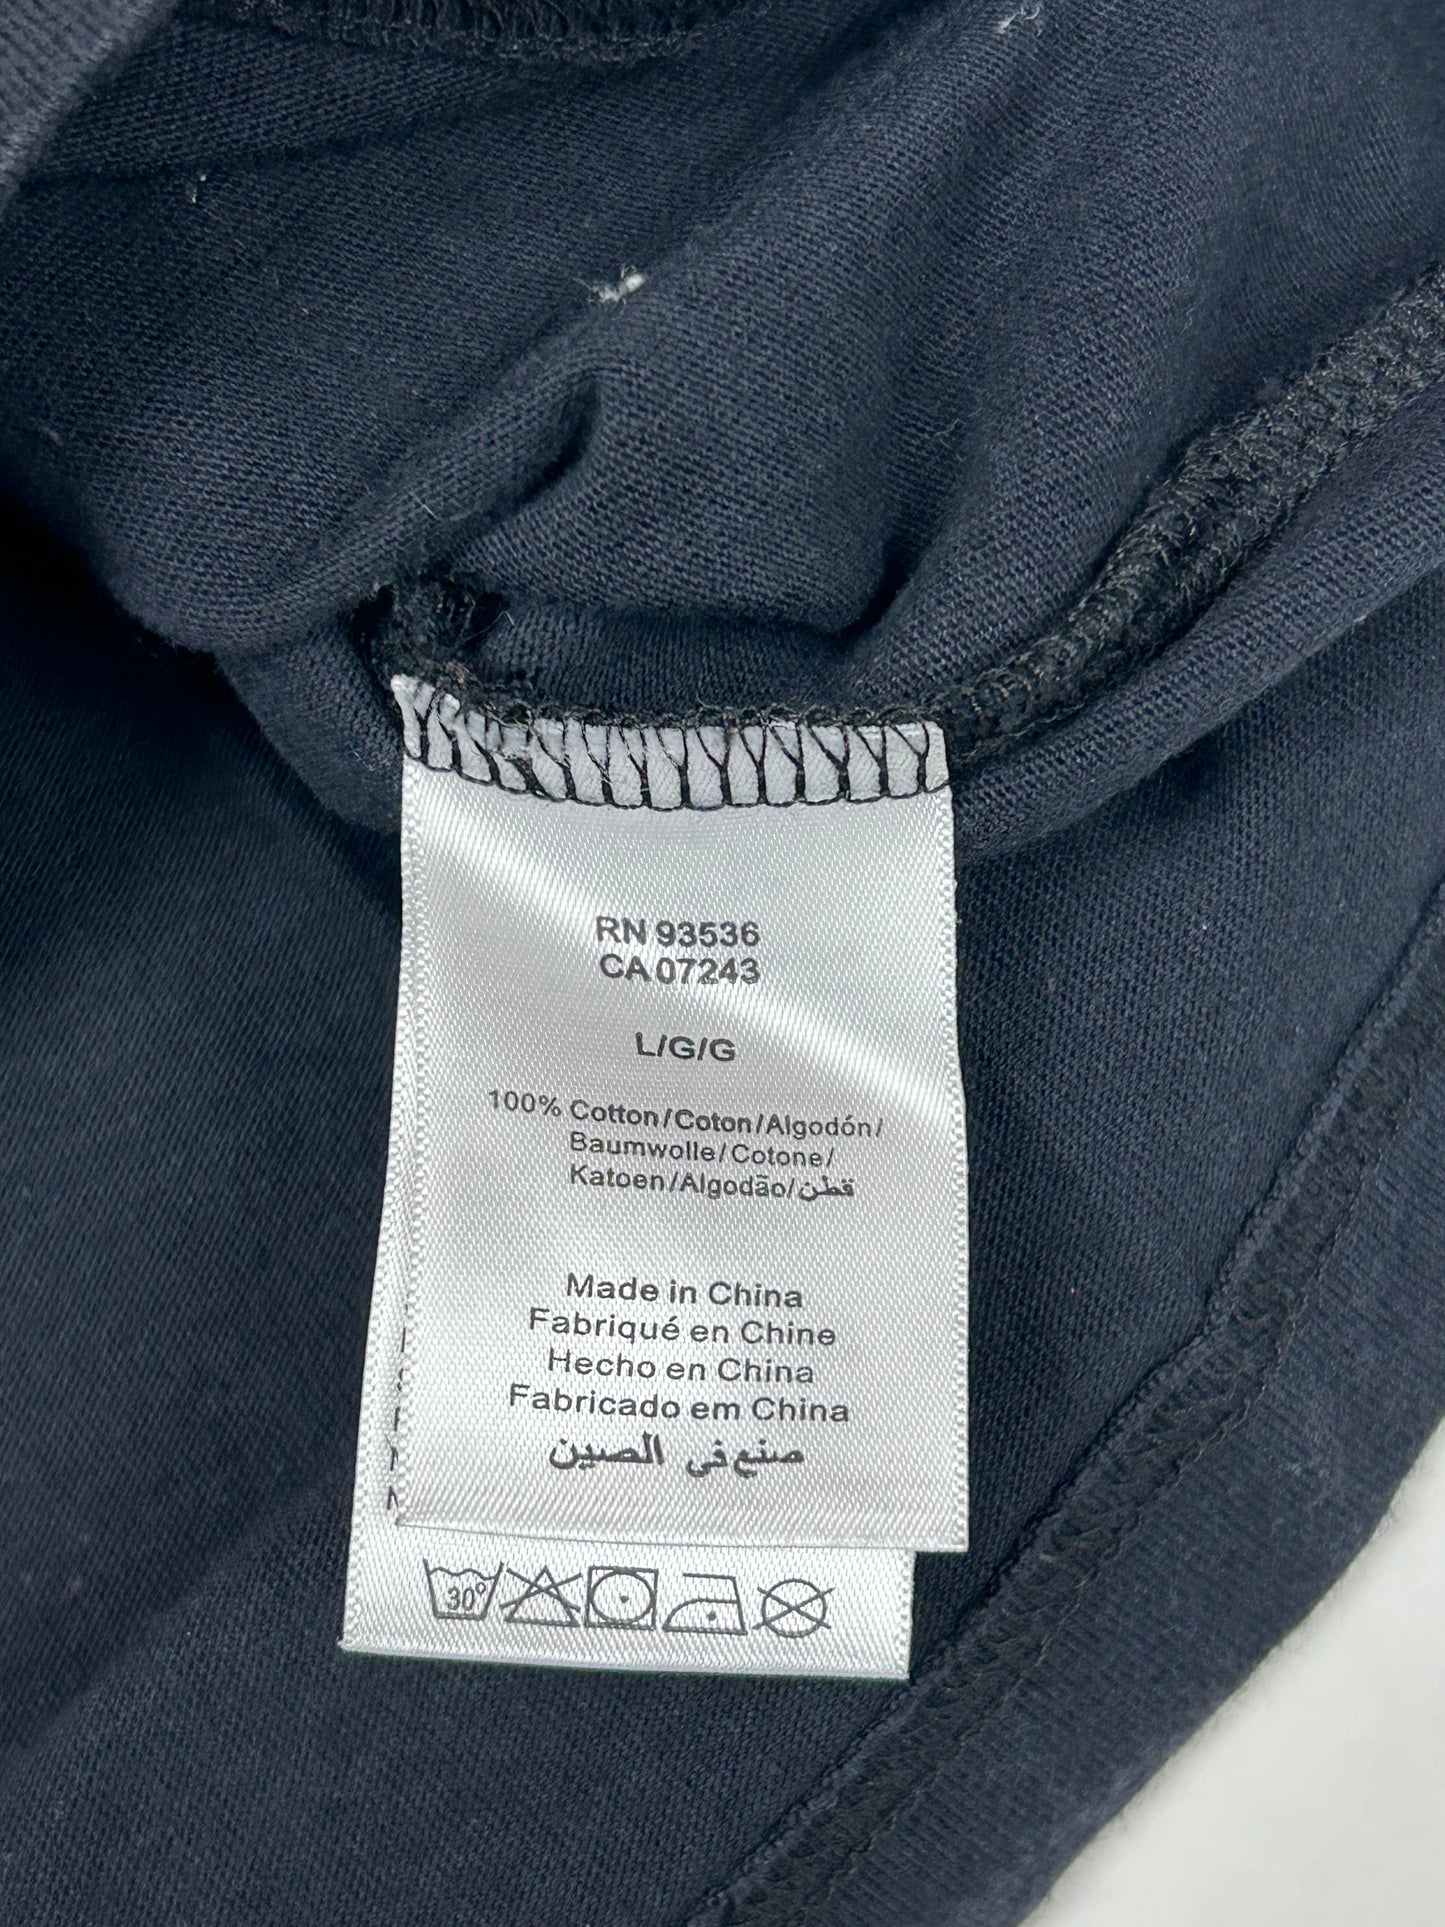 RN 93536
CA 07243
L/G/G
100% Cotton/Coton/Algodón/
Baumwolle/Cotone/
Katoen/Algodão/قطن
Made in China
Fabriqué en Chine
Hecho en China
Fabricado em China
صنع في الصين
30°